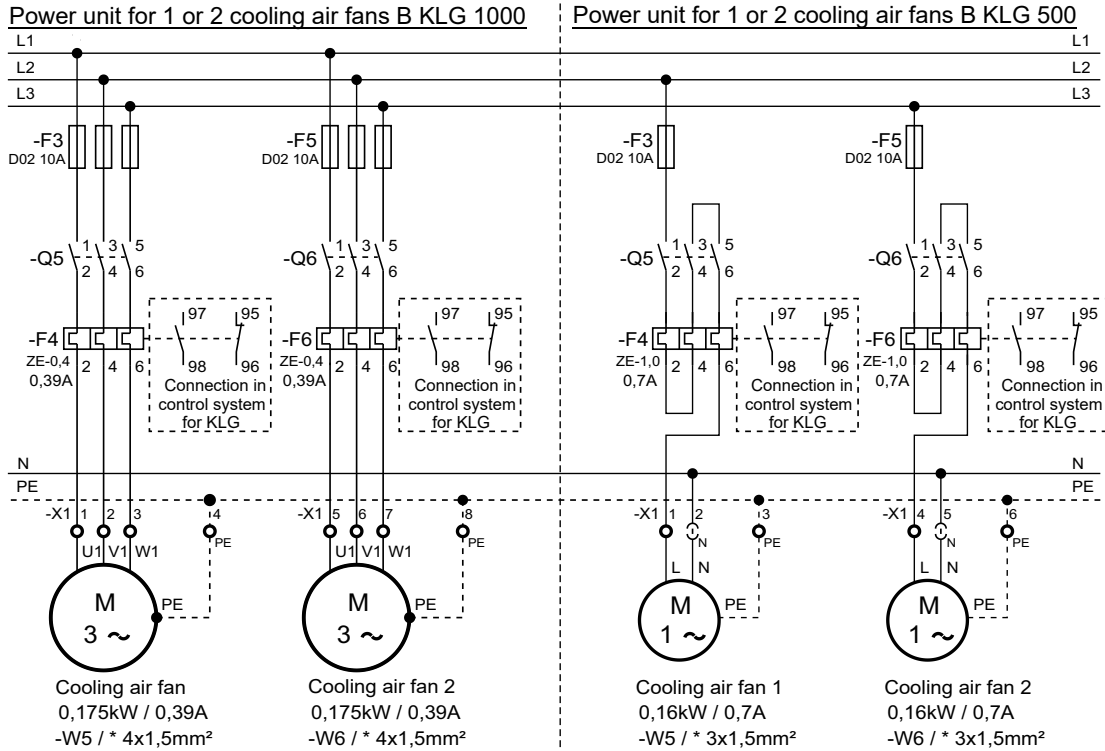 Power unit for 1 or 2 cooling air fans B KLG 1000
Power unit for 1 or 2 cooling air fans B KLG 500
L1 L1
L2 L2
L3 L3
-F3 -F5 -F3 -F5
D02 10A D02 10A D02 10A D02 10A
1 3 5 1 3 5 1 3 5 1 3 5
-Q5 -Q6 -Q5 -Q6
2 4 6 2 4 6 2 4 6 2 4 6
97 95 97 95 97 95 97 95
-F4 -F6 -F4 -F6
ZE-0,4 2 4 6 98 96 ZE-0,4 2 4 6 98 96 ZE-1,0 2 4 6 98 96 ZE-1,0 2 4 6 98 96
0,39A 0,39A 0,7A 0,7A
Connection in Connection in Connection in Connection in
control system control system control system control system
for KLG for KLG for KLG for KLG
N N
PE PE
-X1 1 2 3 4 -X1 5 6 7 8 -X1 1 2 3 -X1 4 5 6
PE PE N PE N PE
U1 V1 W1 U1 V1 W1 L N L N
M PE M PE M PE M PE
3 ~ 3 ~ 1 ~ 1 ~
Cooling air fan Cooling air fan 2 Cooling air fan 1 Cooling air fan 2
0,175kW / 0,39A 0,175kW / 0,39A 0,16kW / 0,7A 0,16kW / 0,7A
-W5 / * 4x1,5mm² -W6 / * 4x1,5mm² -W5 / * 3x1,5mm² -W6 / * 3x1,5mm²